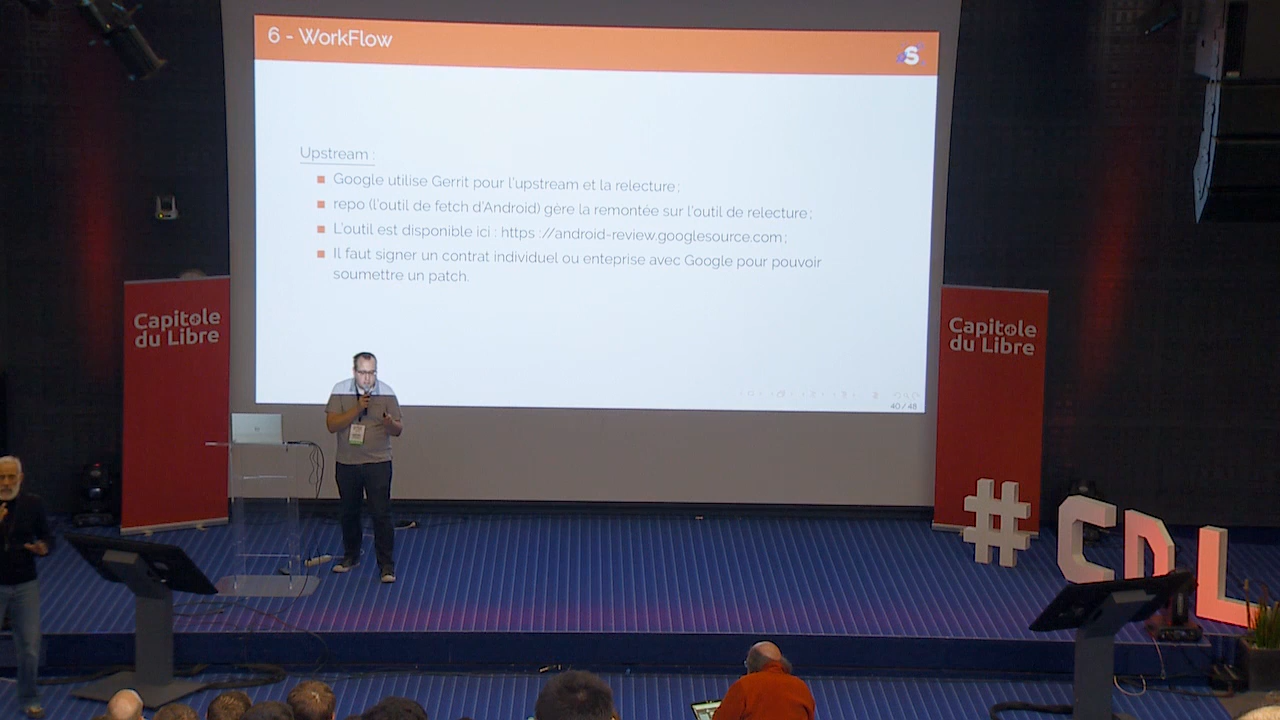 6 - WorkFlow
S
Upstream :
Google utilise Gerrit pour l'upstream et la relecture ;
repo (l'outil de fetch d'Android) gère la remontée sur l'outil de relecture ;
L'outil est disponible ici : https ://android-review.googlesource.com ;
Il faut signer un contrat individuel ou enteprise avec Google pour pouvoir
soumettre un patch.
40 / 48
Capitole
du Libre
Capitole
du Libre
#CDL